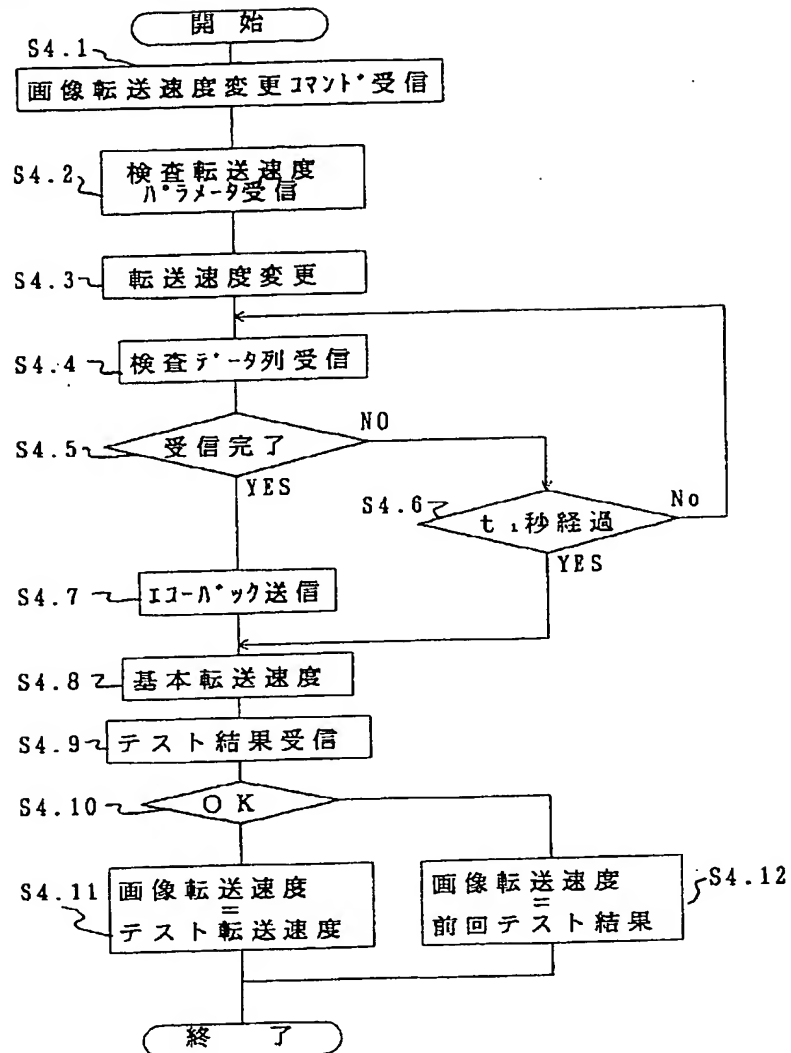 開始
S4.1
画像転送速度変更コマンド受信
S4.2
検査転送速度
パラメータ受信
S4.3
転送速度変更
S4.4
検査データ列受信
S4.5
受信完了
NO
YES
S4.6
t₁秒経過
No
YES
S4.7
エコーバック送信
S4.8
基本転送速度
S4.9
テスト結果受信
S4.10
OK
S4.11
画像転送速度
=
テスト転送速度
画像転送速度
=
前回テスト結果
S4.12
終了